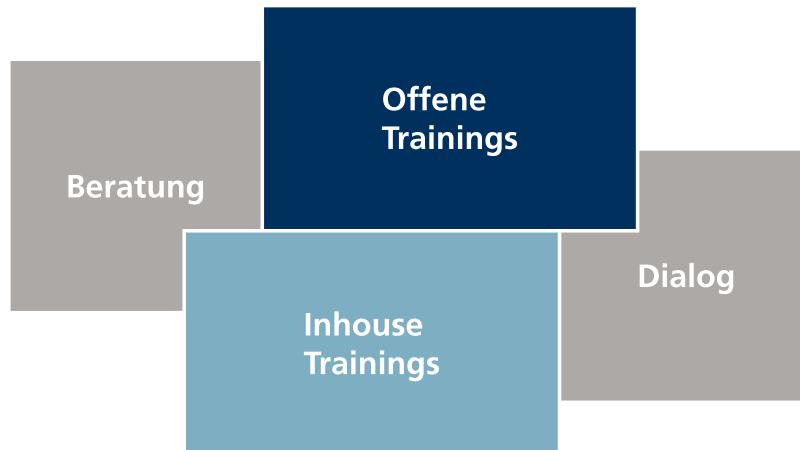 Offene
Trainings
Beratung
Dialog
Inhouse
Trainings